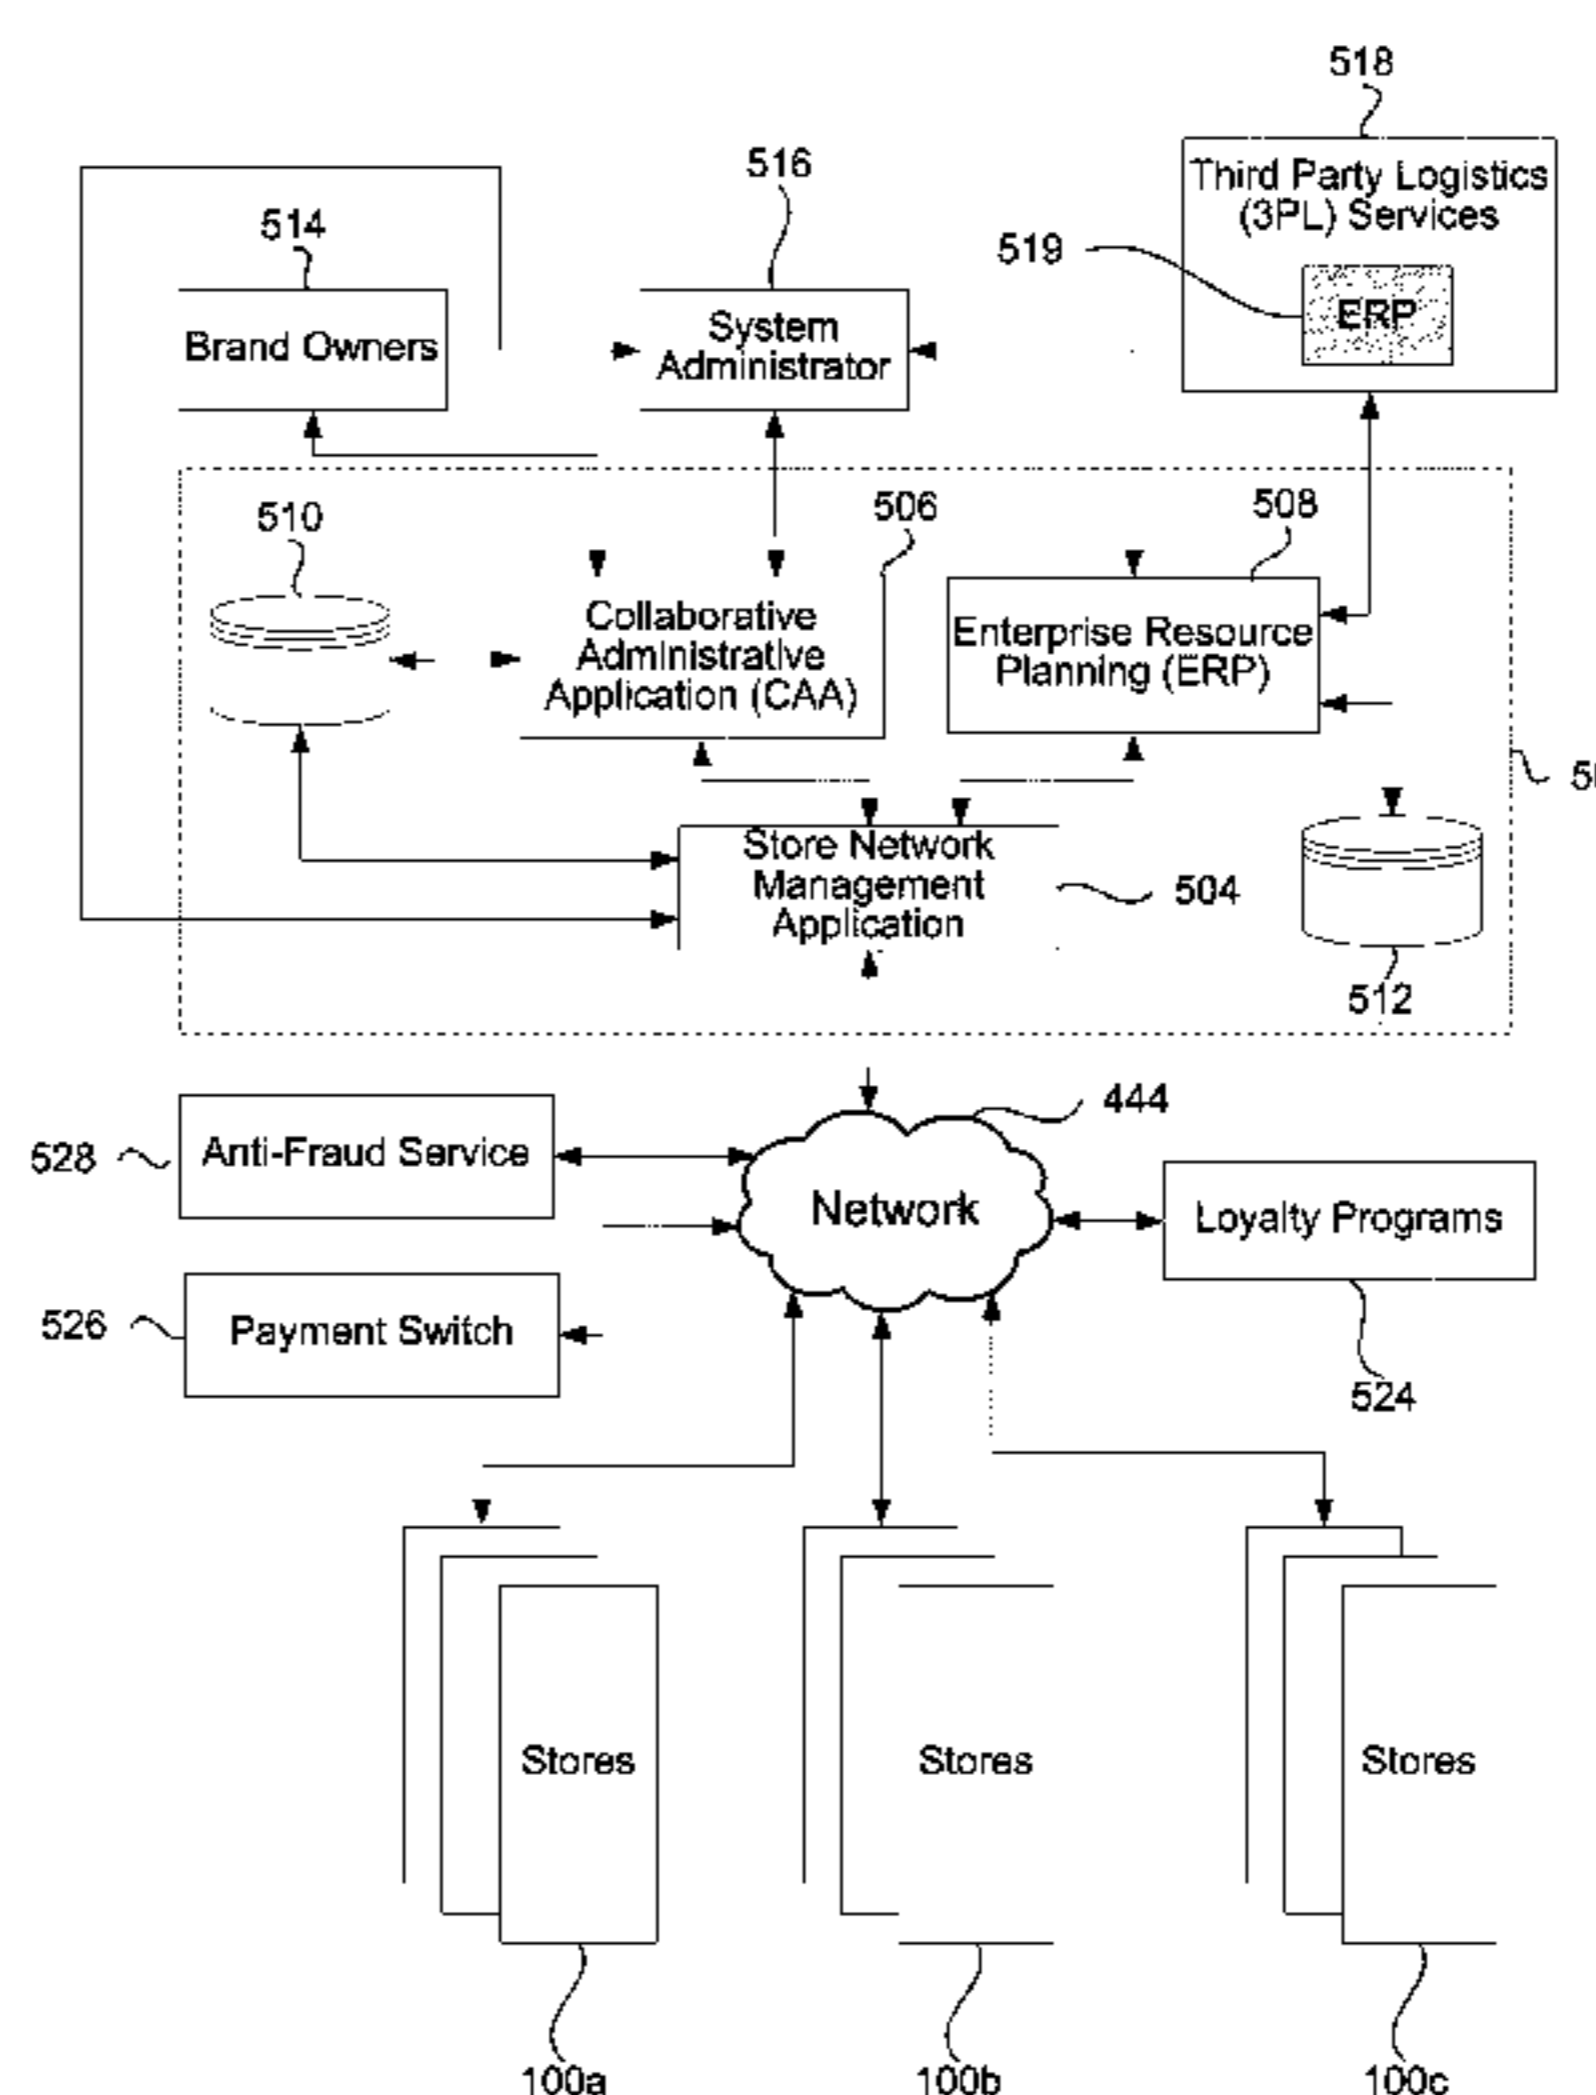 518
516
Third Party Logistics
(3PL) Services
514
519
ERP
System
Administrator
Brand Owners
510
506
508
Collaborative
Administrative
Application (CAA)
Enterprise Resource
Planning (ERP)
Store Network
Management
Application
504
512
444
528
Anti-Fraud Service
Network
Loyalty Programs
526
Payment Switch
524
Stores
Stores
Stores
100a
100b
100c